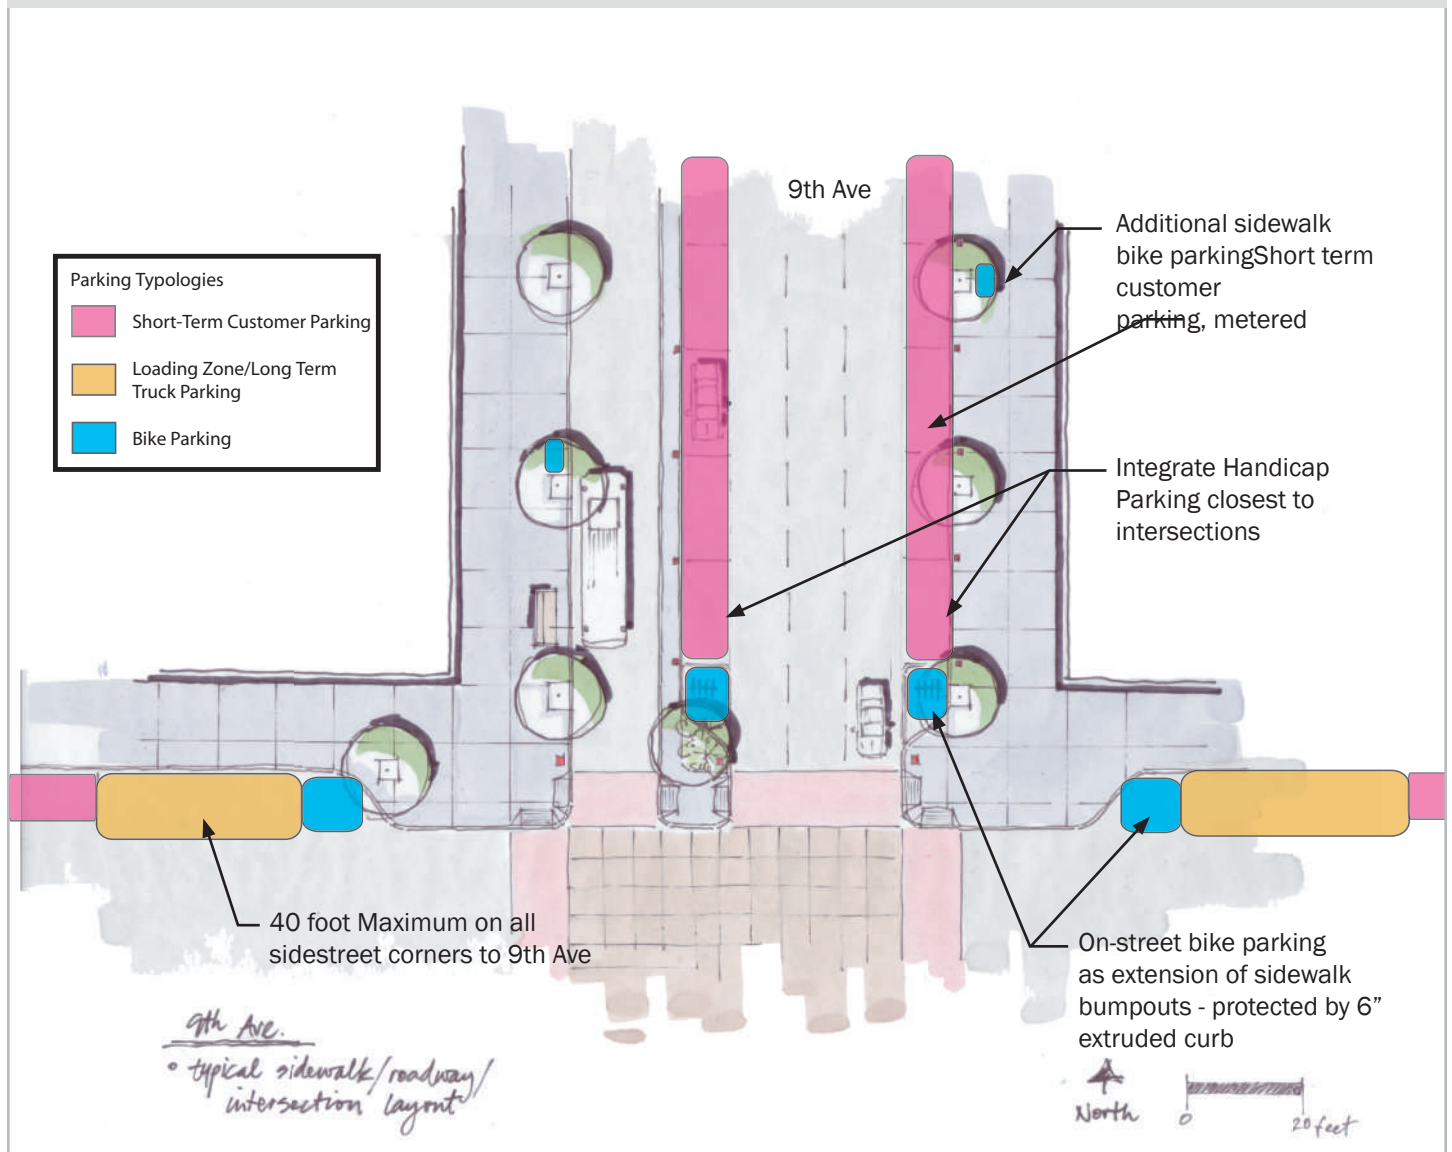 9th Ave
Additional sidewalk
bike parkingShort term
customer
parking, metered
Parking Typologies
Short-Term Customer Parking
Loading Zone/Long Term
Truck Parking
Bike Parking
Integrate Handicap
Parking closest to
intersections
40 foot Maximum on all
sidestreet corners to 9th Ave
On-street bike parking
as extension of sidewalk
bumpouts - protected by 6”
extruded curb
9th Ave.
typical sidewalk/roadway/
intersection layout
North
0 20 feet